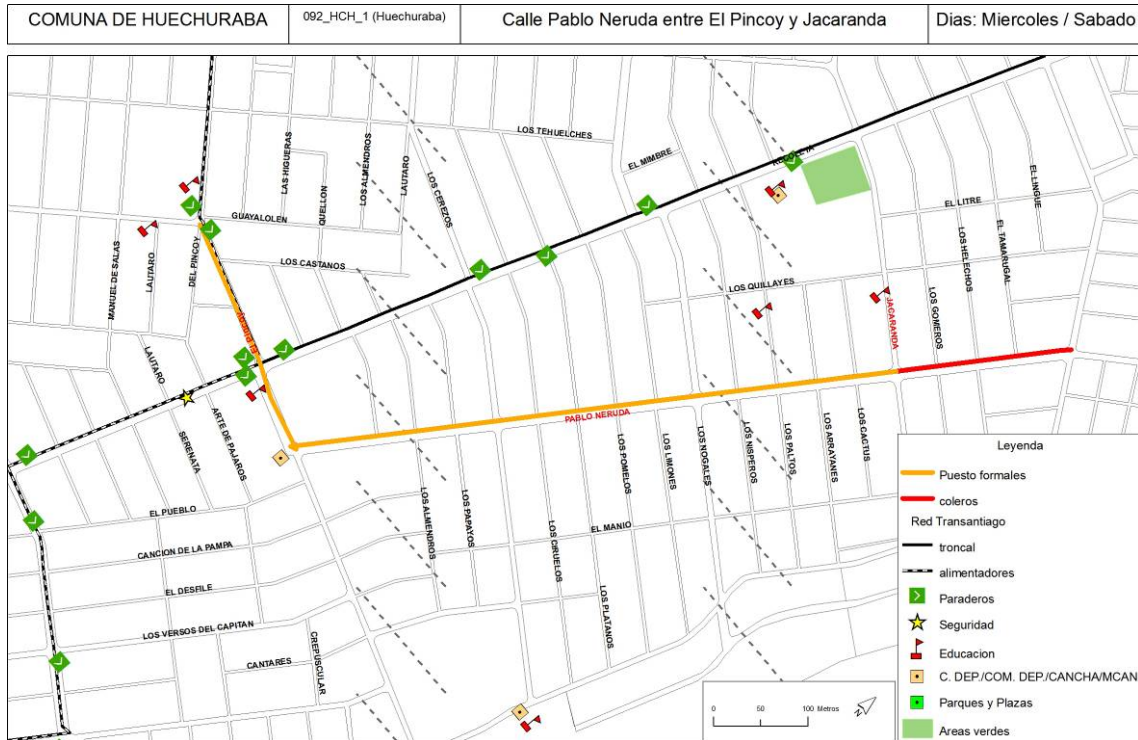 COMUNA DE HUECHURABA
092_HCH_1 (Huechuraba)
Calle Pablo Neruda entre El Pincoy y Jacaranda
Dias: Miercoles / Sabado
LOS TEHUELCHES
EL MIMBRE
RECOLETA
LAS HIGUERAS
QUELLON
LOS ALMENDROS
LAUTARO
LOS CEREZOS
GUAYALOLEN
LOS CASTANOS
MANUEL DE SALAS
LAUTARO
DEL PINCOY
EL PINCOY
LAUTARO
EL LITRE
EL LINGUE
EL TAMARUGAL
LOS HELECHOS
LOS GOMEROS
LOS QUILLAYES
JACARANDA
PABLO NERUDA
ARTE DE PAJAROS
SERENATA
EL PUEBLO
CANCION DE LA PAMPA
EL DESFILE
LOS VERSOS DEL CAPITAN
CANTARES
CREPUSCULAR
LOS ALMENDROS
LOS PAPAYOS
LOS CIRUELOS
LOS PLATANOS
EL MANIO
LOS POMELOS
LOS LIMONES
LOS NOGALES
LOS NISPEROS
LOS PALTOS
LOS ARRAYANES
LOS CACTUS
Leyenda
Puesto formales
coleros
Red Transantiago
troncal
alimentadores
Paraderos
Seguridad
Educacion
C. DEP./COM. DEP./CANCHA/MCAN
Parques y Plazas
Areas verdes
0 50 100 Metros